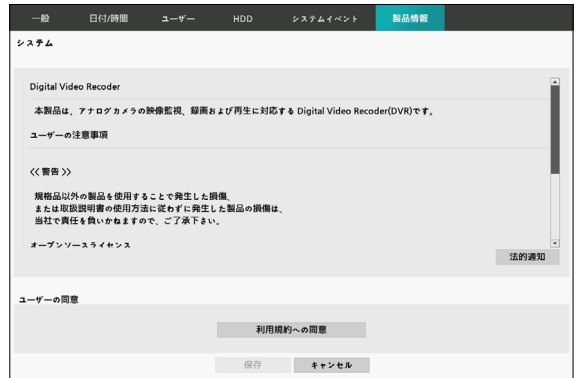 一般 日付/時間 ユーザー HDD システムイベント 製品情報
システム
Digital Video Recoder
本製品は、アナログカメラの映像監視、録画および再生に対応する Digital Video Recoder(DVR)です。
ユーザーの注意事項
≪ 警告 ≫
規格品以外の製品を使用することで発生した損傷、
または取扱説明書の使用方法に従わずに発生した製品の損傷は、
当社で責任を負いかねますので、ご了承下さい。
オープンソースライセンス
法的通知
ユーザーの同意
利用規約への同意
保存 キャンセル